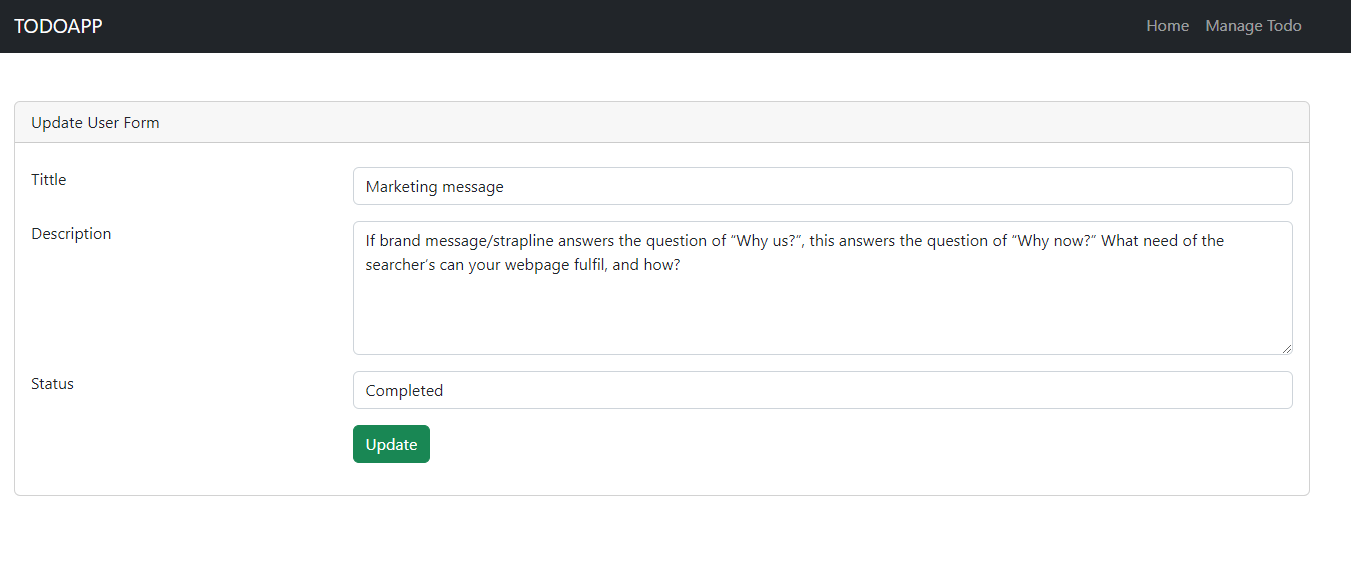 TODOAPP
Home Manage Todo
Update User Form
Tittle
Marketing message
Description
If brand message/strapline answers the question of “Why us?”, this answers the question of “Why now?” What need of the
searcher’s can your webpage fulfil, and how?
Status
Completed
Update